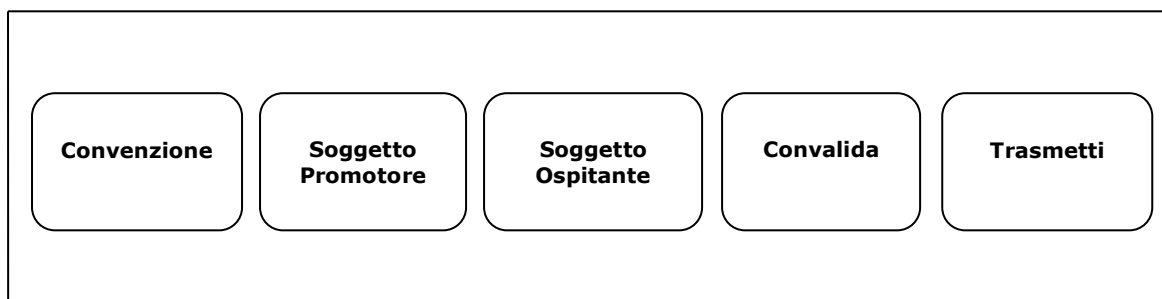 Convenzione
Soggetto
Promotore
Soggetto
Ospitante
Convalida
Trasmetti